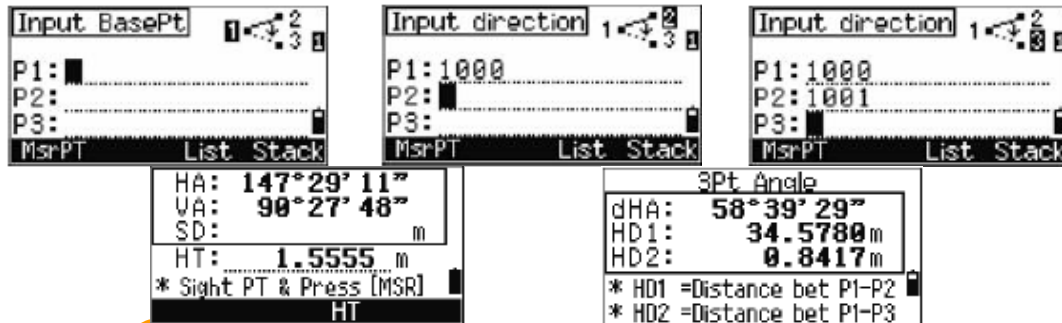 Input BasePt 1 2 3 1
P1:
P2:
P3:
MsrPT List Stack
Input direction 1 2 3 1
P1:1000
P2:
P3:
MsrPT List Stack
Input direction 1 2 3
P1:1000
P2:1001
P3:
MsrPT List Stack
HA: 147°29'11"
VA: 90°27'48"
SD: m
HT: 1.5555 m
* Sight PT & Press [MSR]
HT
3Pt Angle
dHA: 58°39'29"
HD1: 34.5780m
HD2: 0.8417m
* HD1 =Distance bet P1-P2
* HD2 =Distance bet P1-P3